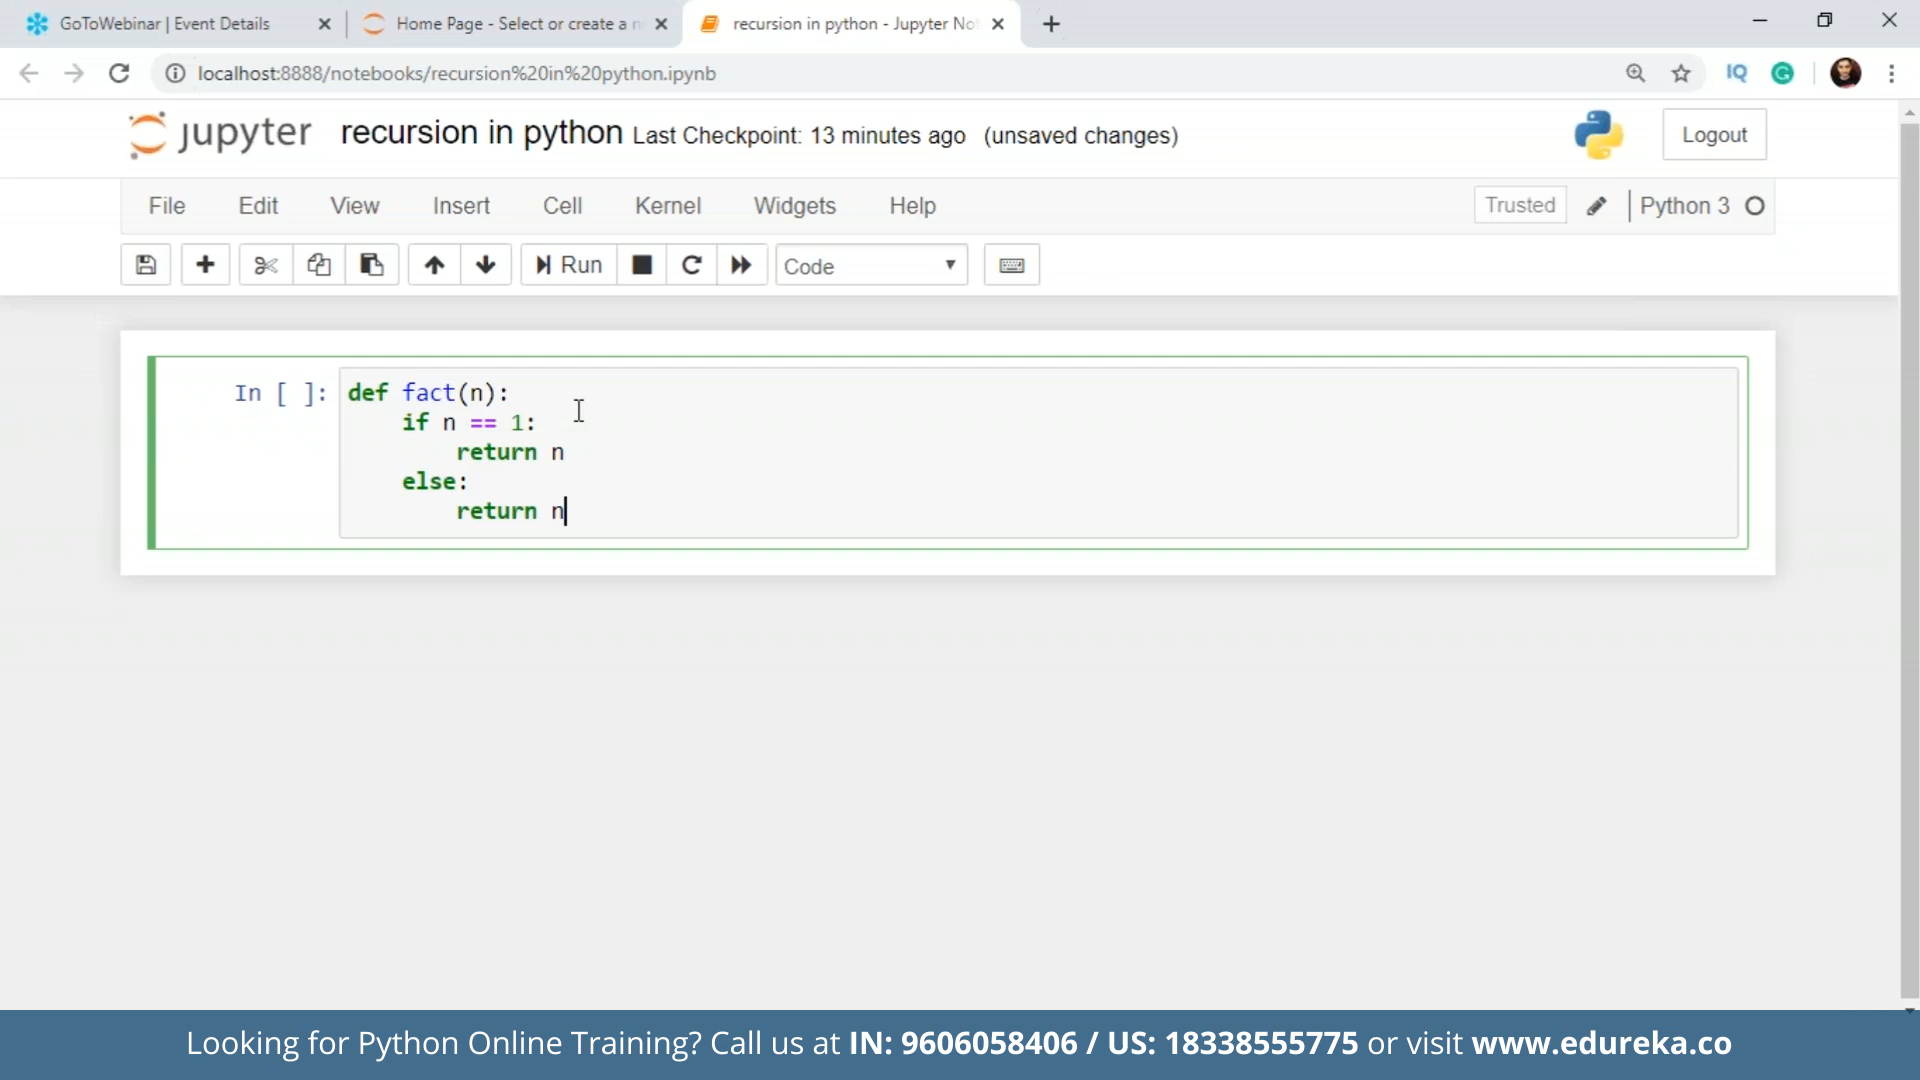 GoToWebinar | Event Details
Home Page - Select or create a n
recursion in python - Jupyter Not
localhost:8888/notebooks/recursion%20in%20python.ipynb
IQ
jupyter recursion in python Last Checkpoint: 13 minutes ago (unsaved changes)
Logout
File Edit View Insert Cell Kernel Widgets Help
Trusted
Python 3
Run
Code
In [ ]: def fact(n):
if n == 1:
return n
else:
return n
Looking for Python Online Training? Call us at IN: 9606058406 / US: 18338555775 or visit www.edureka.co